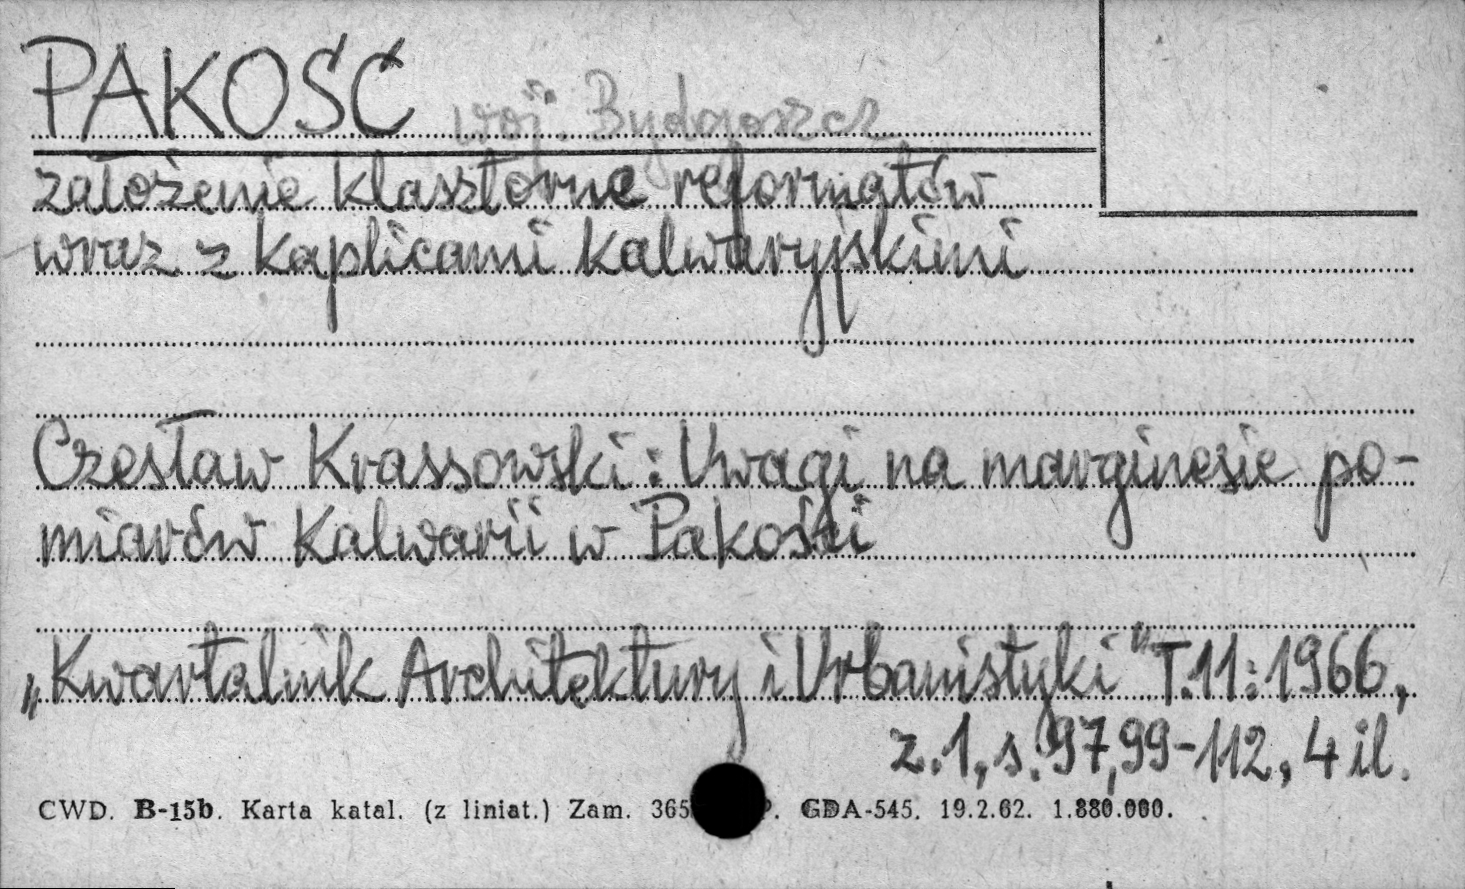 PAKOŚĆ woj. Bydgoszcz
założenie klasztorne reformatów
wraz z kaplicami kalwaryjskimi
Czesław Krassowski: Uwagi na marginesie po-
miarów Kalwarii w Pakości
„Kwartalnik Architektury i Urbanistyki" T.11:1966,
z.1, s.97,99-112, 4 il.
CWD. B-15b. Karta katal. (z liniat.) Zam. 365 P. GDA-545. 19.2.62. 1.880.000.